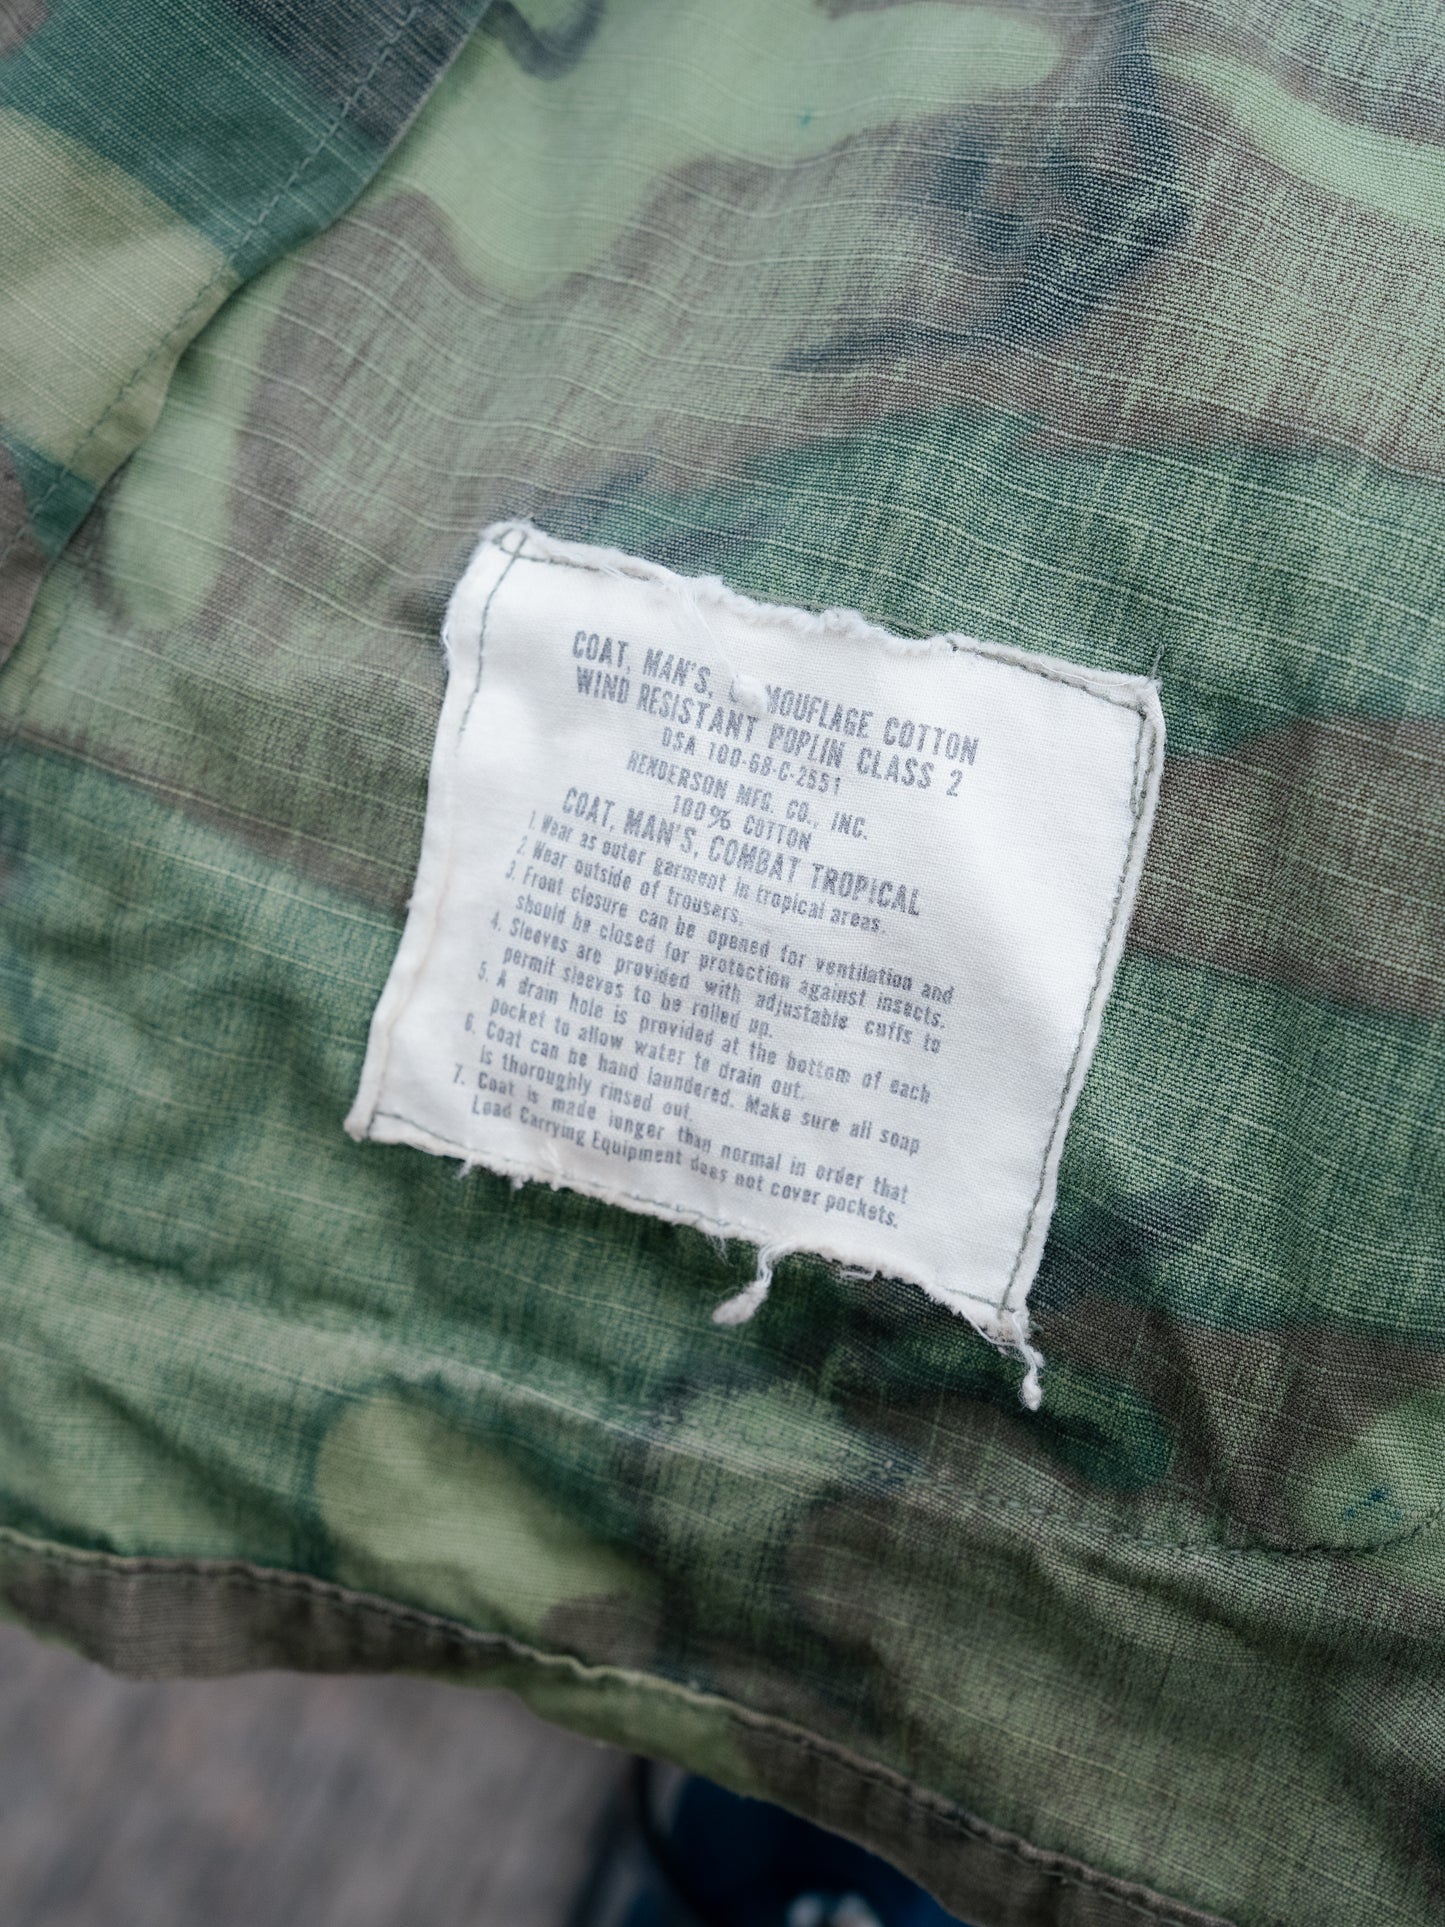 COAT, MAN'S, CAMOUFLAGE COTTON
WIND RESISTANT POPLIN CLASS 2
DSA 100-68-C-2551
HENDERSON MFG. CO., INC.
100% COTTON
COAT, MAN'S, COMBAT TROPICAL
1. Wear as outer garment in tropical areas.
2. Wear outside of trousers.
3. Front closure can be opened for ventilation and
should be closed for protection against insects.
4. Sleeves are provided with adjustable cuffs to
permit sleeves to be rolled up.
5. A drain hole is provided at the bottom of each
pocket to allow water to drain out.
6. Coat can be hand laundered. Make sure all soap
is thoroughly rinsed out.
7. Coat is made longer than normal in order that
Load Carrying Equipment does not cover pockets.